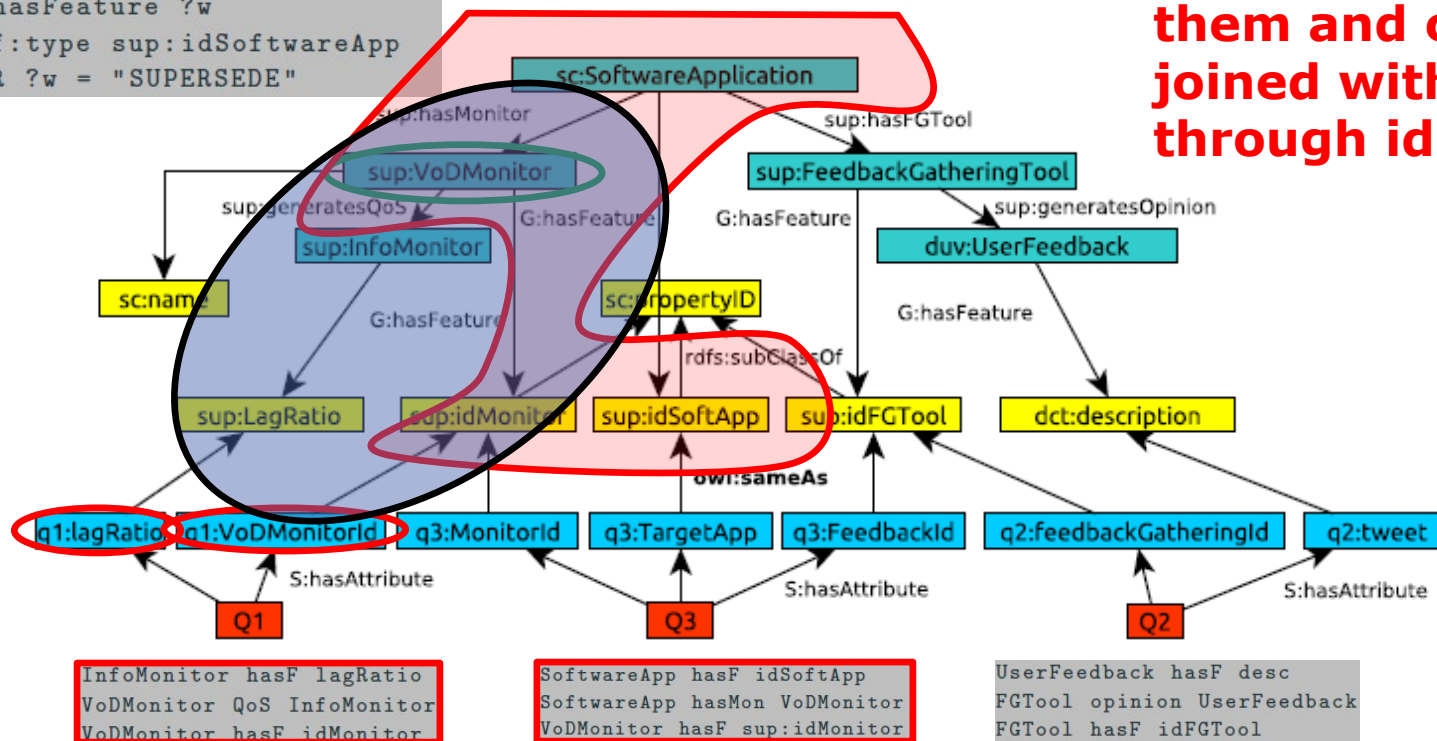 hasFeature ?w
:type sup:idSoftwareApp
?w = "SUPERSEDE"
them and
joined with
through id
sc:SoftwareApplication
sup:hasMonitor
sup:hasFGTool
sup:VoDMonitor
sup:FeedbackGatheringTool
sup:generatesQoS
G:hasFeature
G:hasFeature
sup:generatesOpinion
sup:InfoMonitor
duv:UserFeedback
sc:name
sc:propertyID
G:hasFeature
G:hasFeature
rdfs:subClassOf
sup:LagRatio
sup:idMonitor
sup:idSoftApp
sup:idFGTool
dct:description
owl:sameAs
q1:lagRatio
q1:VoDMonitorId
q3:MonitorId
q3:TargetApp
q3:FeedbackId
q2:feedbackGatheringId
q2:tweet
S:hasAttribute
S:hasAttribute
S:hasAttribute
Q1
Q3
Q2
InfoMonitor hasF lagRatio
VoDMonitor QoS InfoMonitor
VoDMonitor hasF idMonitor
SoftwareApp hasF idSoftApp
SoftwareApp hasMon VoDMonitor
VoDMonitor hasF sup:idMonitor
UserFeedback hasF desc
FGTool opinion UserFeedback
FGTool hasF idFGTool